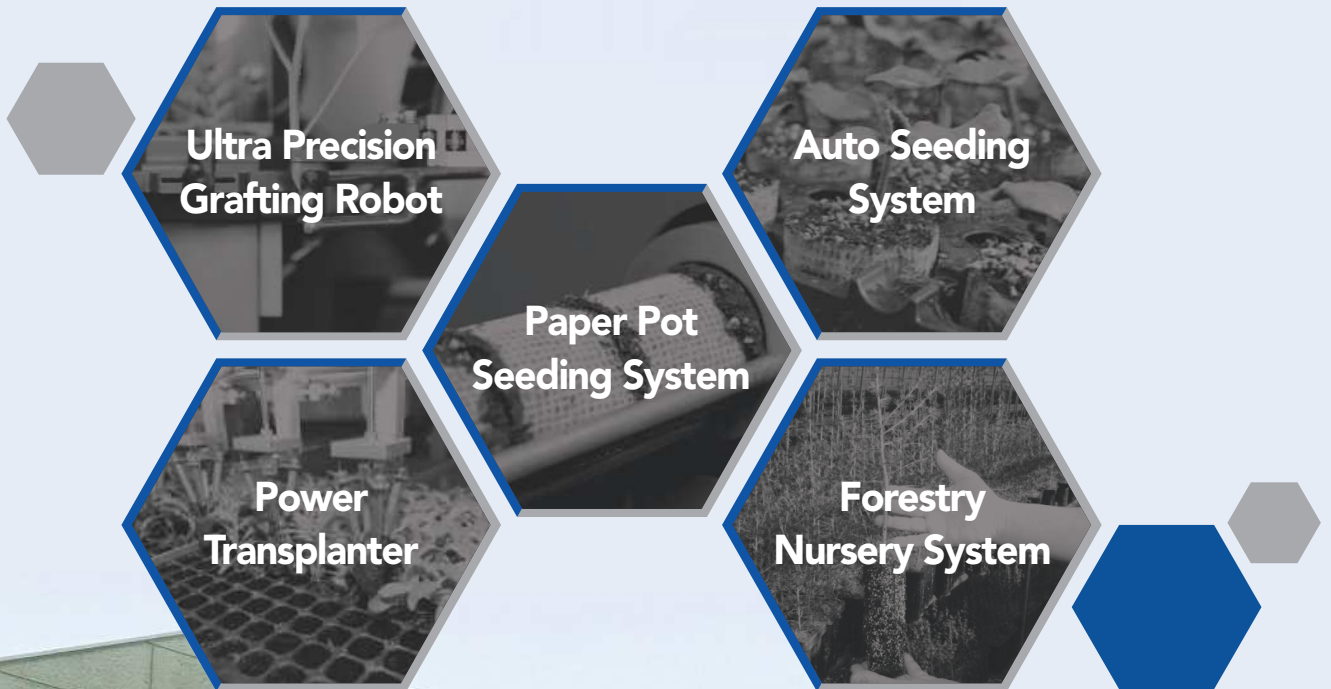 Ultra Precision
Grafting Robot
Auto Seeding
System
Paper Pot
Seeding System
Power
Transplanter
Forestry
Nursery System